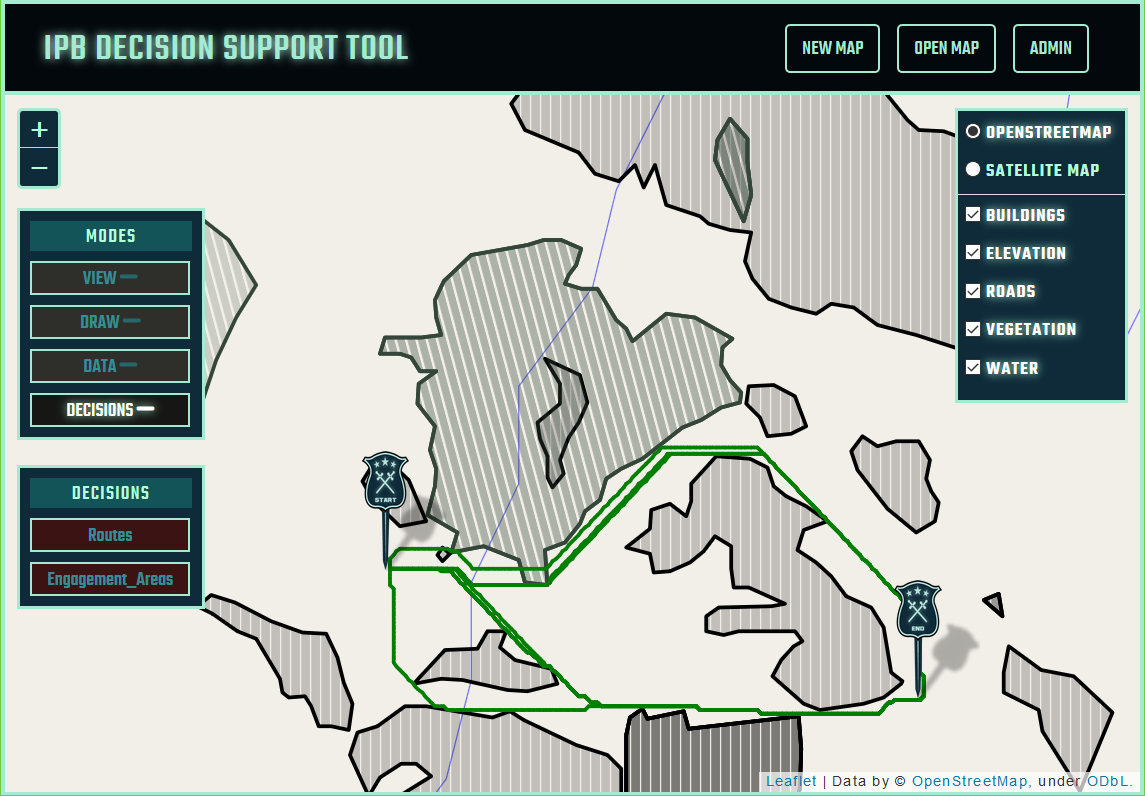 IPB DECISION SUPPORT TOOL
NEW MAP
OPEN MAP
ADMIN
+
−
OPENSTREETMAP
SATELLITE MAP
BUILDINGS
ELEVATION
ROADS
VEGETATION
WATER
MODES
VIEW
DRAW
DATA
DECISIONS
DECISIONS
Routes
Engagement_Areas
START
END
Leaflet | Data by © OpenStreetMap, under ODbL.